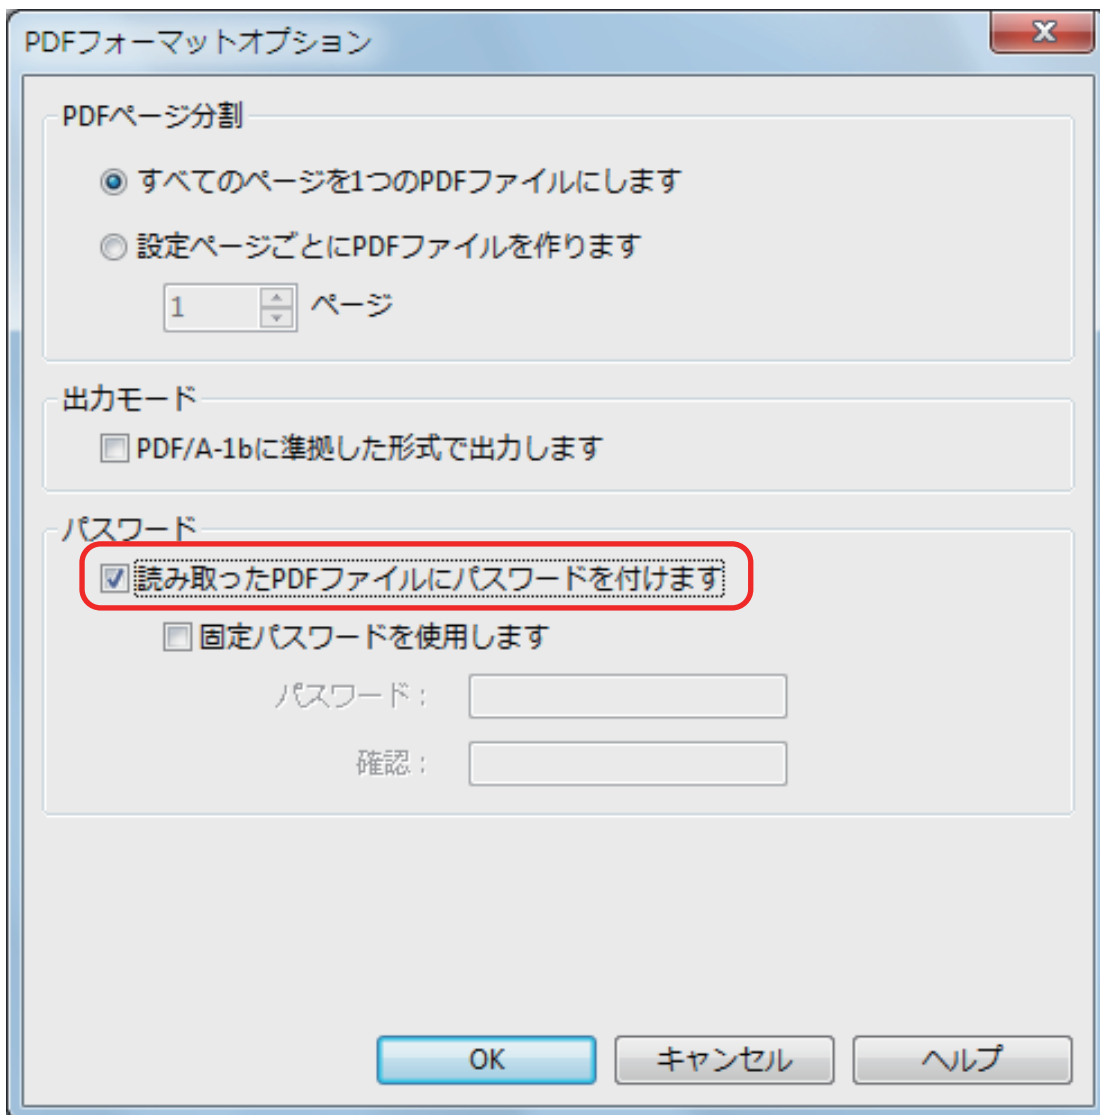 PDFフォーマットオプション
PDFページ分割
すべてのページを1つのPDFファイルにします
設定ページごとにPDFファイルを作ります
1 ページ
出力モード
PDF/A-1bに準拠した形式で出力します
パスワード
読み取ったPDFファイルにパスワードを付けます
固定パスワードを使用します
パスワード:
確認:
OK キャンセル ヘルプ